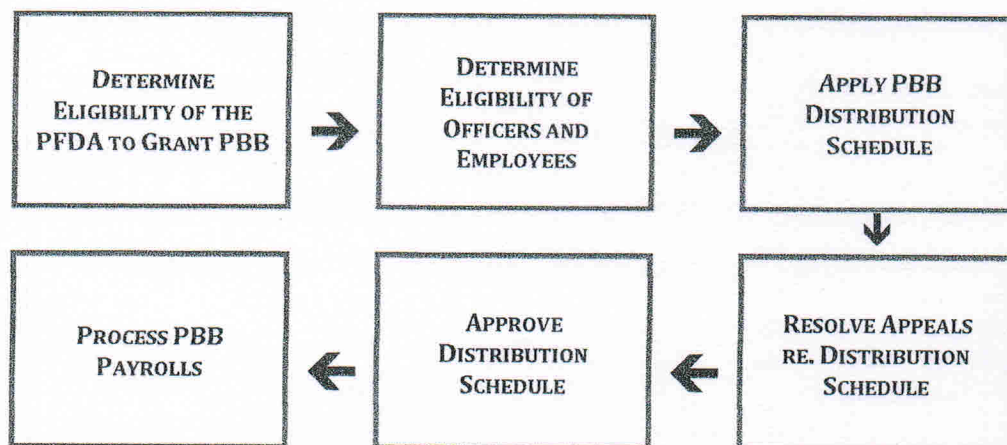 DETERMINE
ELIGIBILITY OF THE
PFDA TO GRANT PBB
DETERMINE
ELIGIBILITY OF
OFFICERS AND
EMPLOYEES
APPLY PBB
DISTRIBUTION
SCHEDULE
RESOLVE APPEALS
RE. DISTRIBUTION
SCHEDULE
APPROVE
DISTRIBUTION
SCHEDULE
PROCESS PBB
PAYROLLS